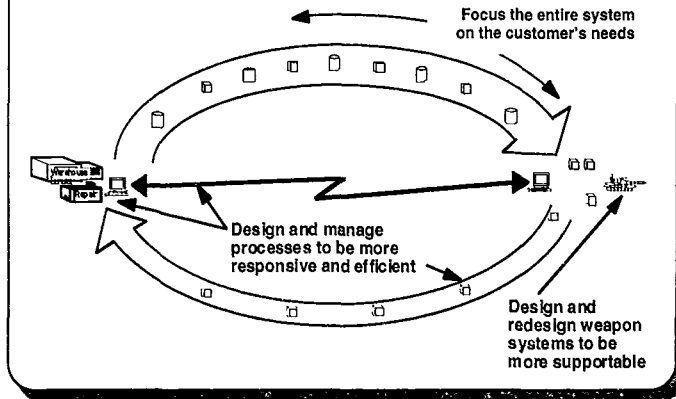 Focus the entire system
on the customer's needs
Warehouse
Repair
Design and manage
processes to be more
responsive and efficient
Design and
redesign weapon
systems to be
more supportable